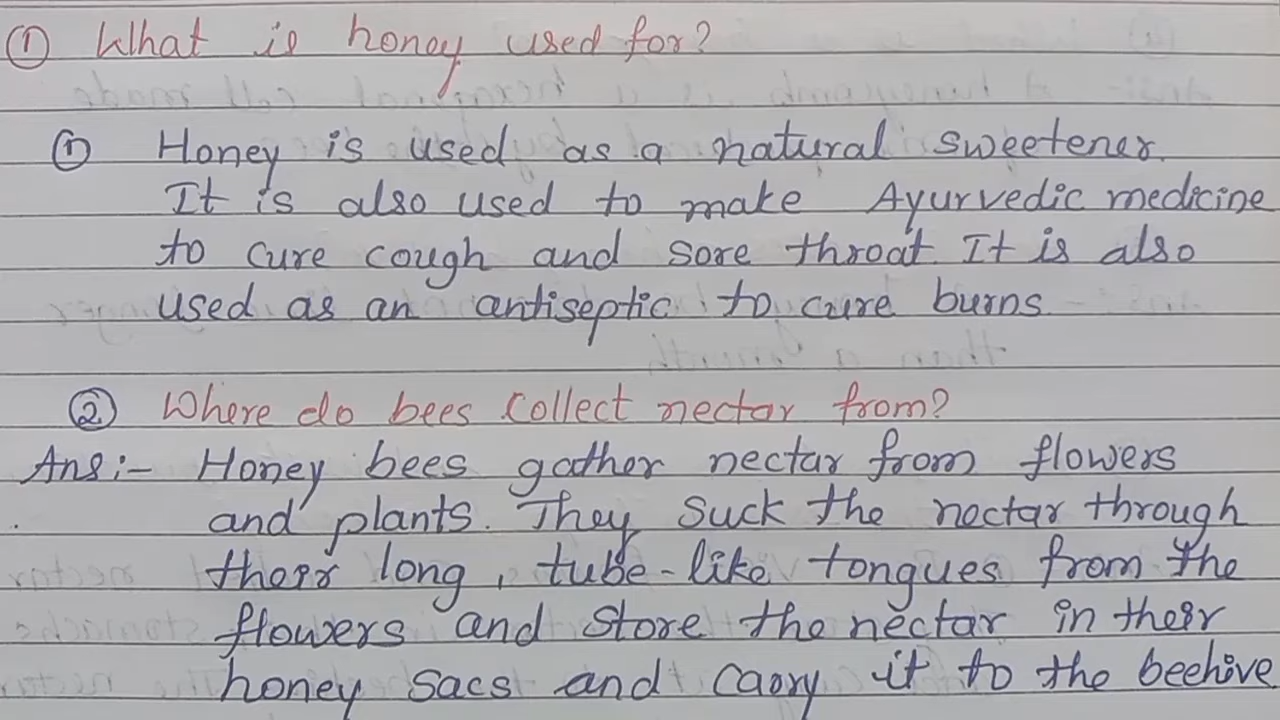 ① What is honey used for?
① Honey is used as a natural sweetener.
It is also used to make Ayurvedic medicine
to cure cough and sore throat. It is also
used as an antiseptic to cure burns
② Where do bees collect nectar from?
Ans:- Honey bees gather nectar from flowers
and plants. They suck the nectar through
their long, tube-like tongues from the
flowers and store the nectar in their
honey sacs and carry it to the beehive.